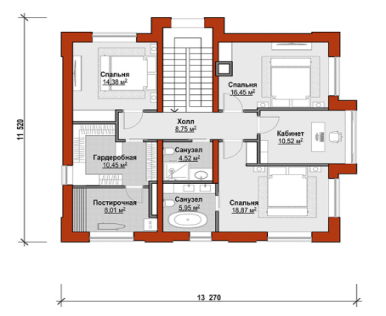 Спальня
14.38 м²
Спальня
16.45 м²
Холл
8.75 м²
Кабинет
10.52 м²
Санузел
4.52 м²
Гардеробная
10.45 м²
Санузел
5.95 м²
Постирочная
8.01 м²
Спальня
18.87 м²
11 520
13 270